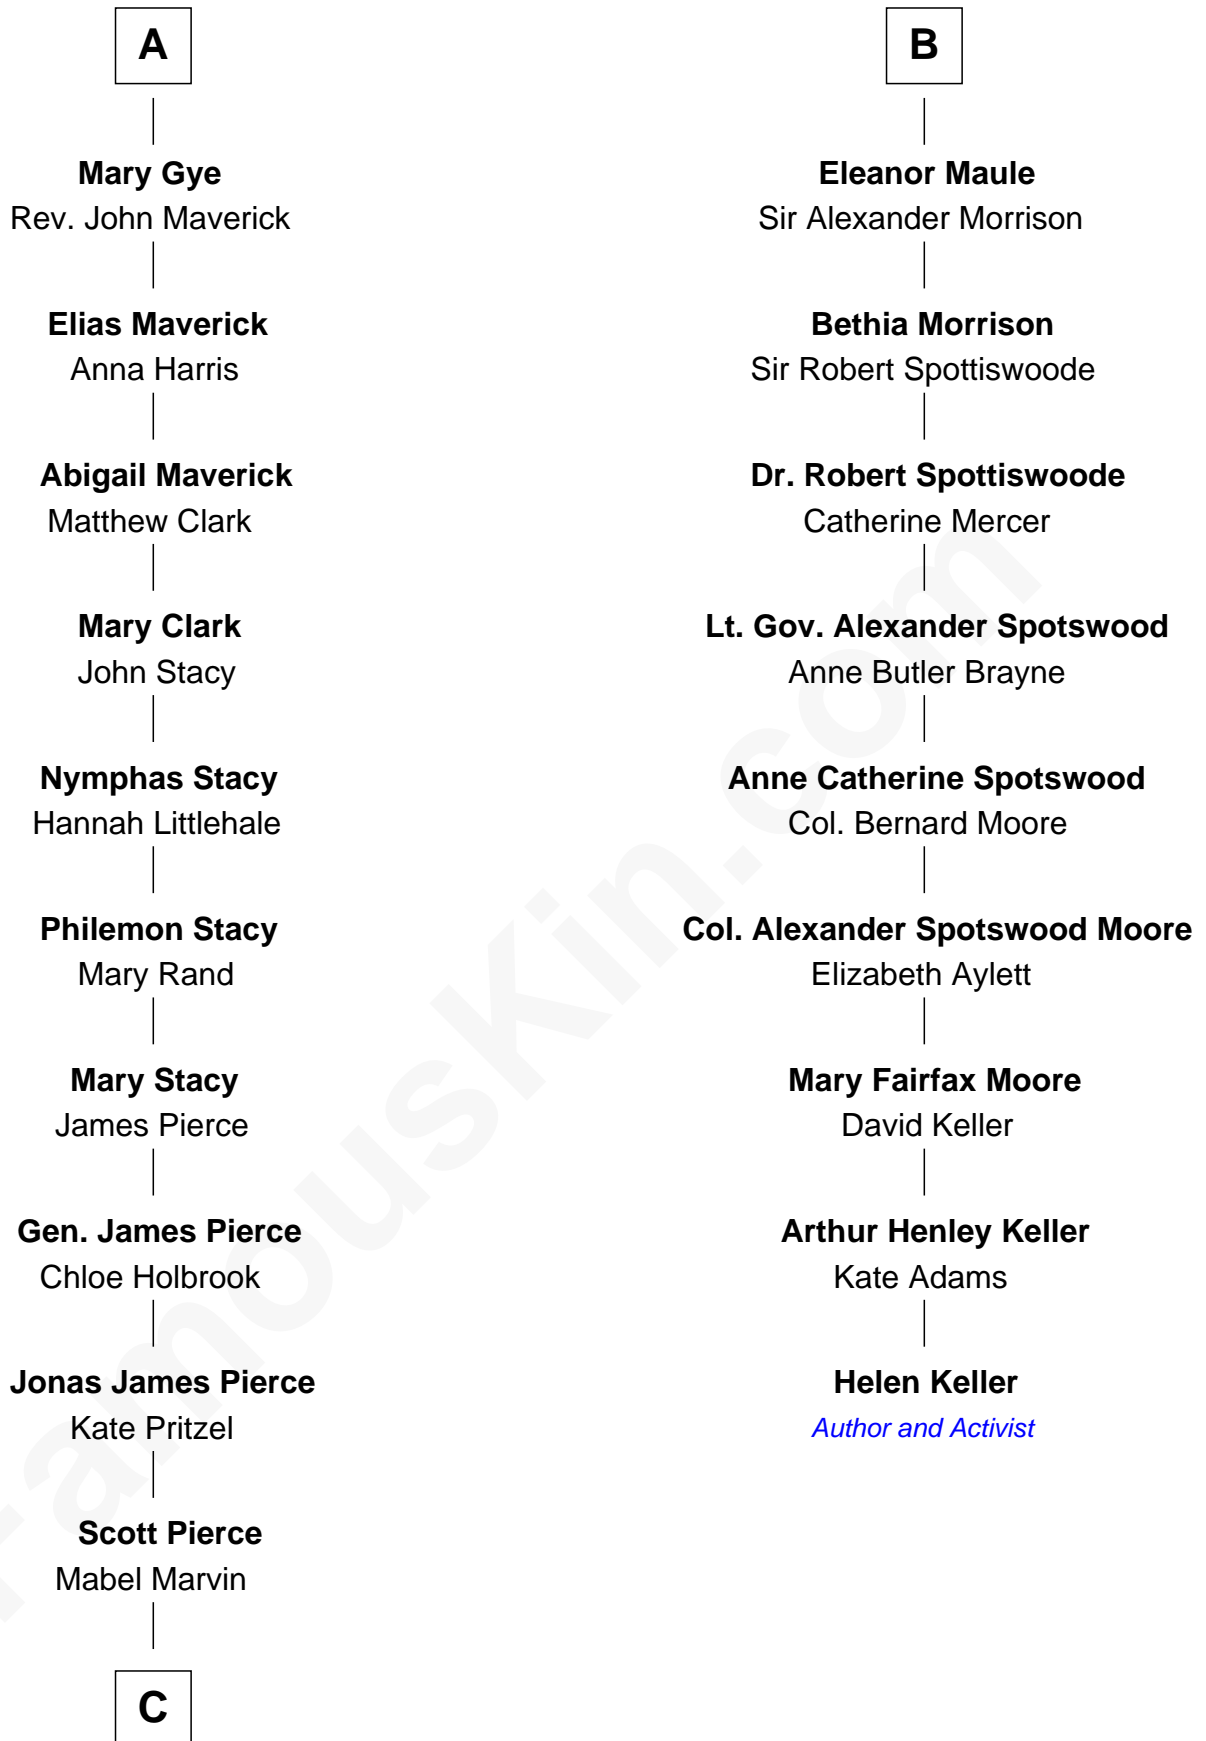 A
Mary Gye
Rev. John Maverick
Elias Maverick
Anna Harris
Abigail Maverick
Matthew Clark
Mary Clark
John Stacy
Nymphas Stacy
Hannah Littlehale
Philemon Stacy
Mary Rand
Mary Stacy
James Pierce
Gen. James Pierce
Chloe Holbrook
Jonas James Pierce
Kate Pritzel
Scott Pierce
Mabel Marvin
C
B
Eleanor Maule
Sir Alexander Morrison
Bethia Morrison
Sir Robert Spottiswoode
Dr. Robert Spottiswoode
Catherine Mercer
Lt. Gov. Alexander Spotswood
Anne Butler Brayne
Anne Catherine Spotswood
Col. Bernard Moore
Col. Alexander Spotswood Moore
Elizabeth Aylett
Mary Fairfax Moore
David Keller
Arthur Henley Keller
Kate Adams
Helen Keller
Author and Activist
FamousKin.com